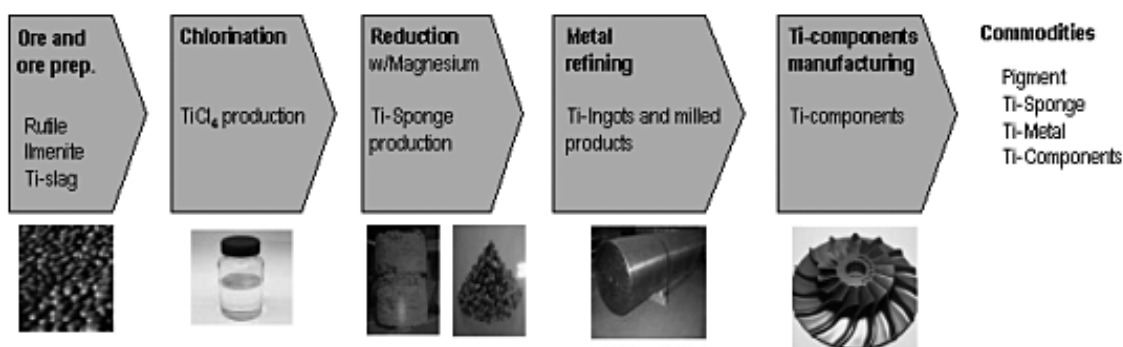 Ore and
ore prep.
Rutile
Ilmenite
Ti-slag
Chlorination
TiCl₄ production
Reduction
w/Magnesium
Ti-Sponge
production
Metal
refining
Ti-Ingots and milled
products
Ti-components
manufacturing
Ti-components
Commodities
Pigment
Ti-Sponge
Ti-Metal
Ti-Components